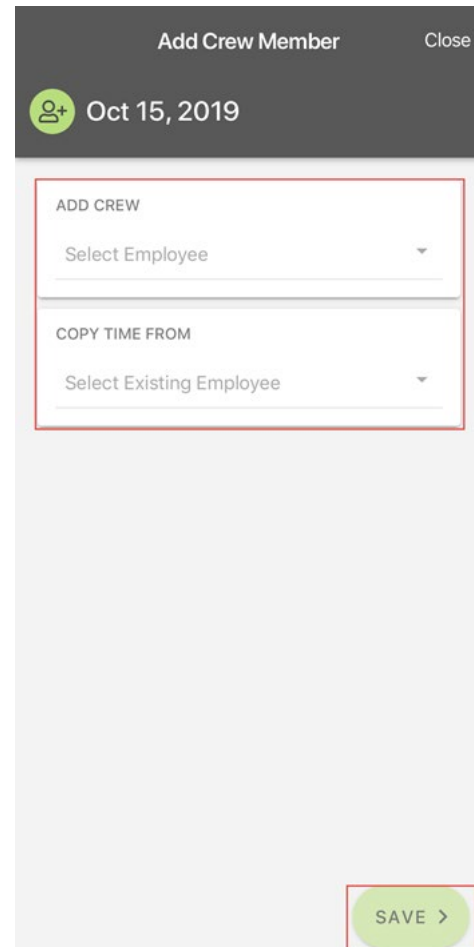 Add Crew Member Close
Oct 15, 2019
ADD CREW
Select Employee
COPY TIME FROM
Select Existing Employee
SAVE >